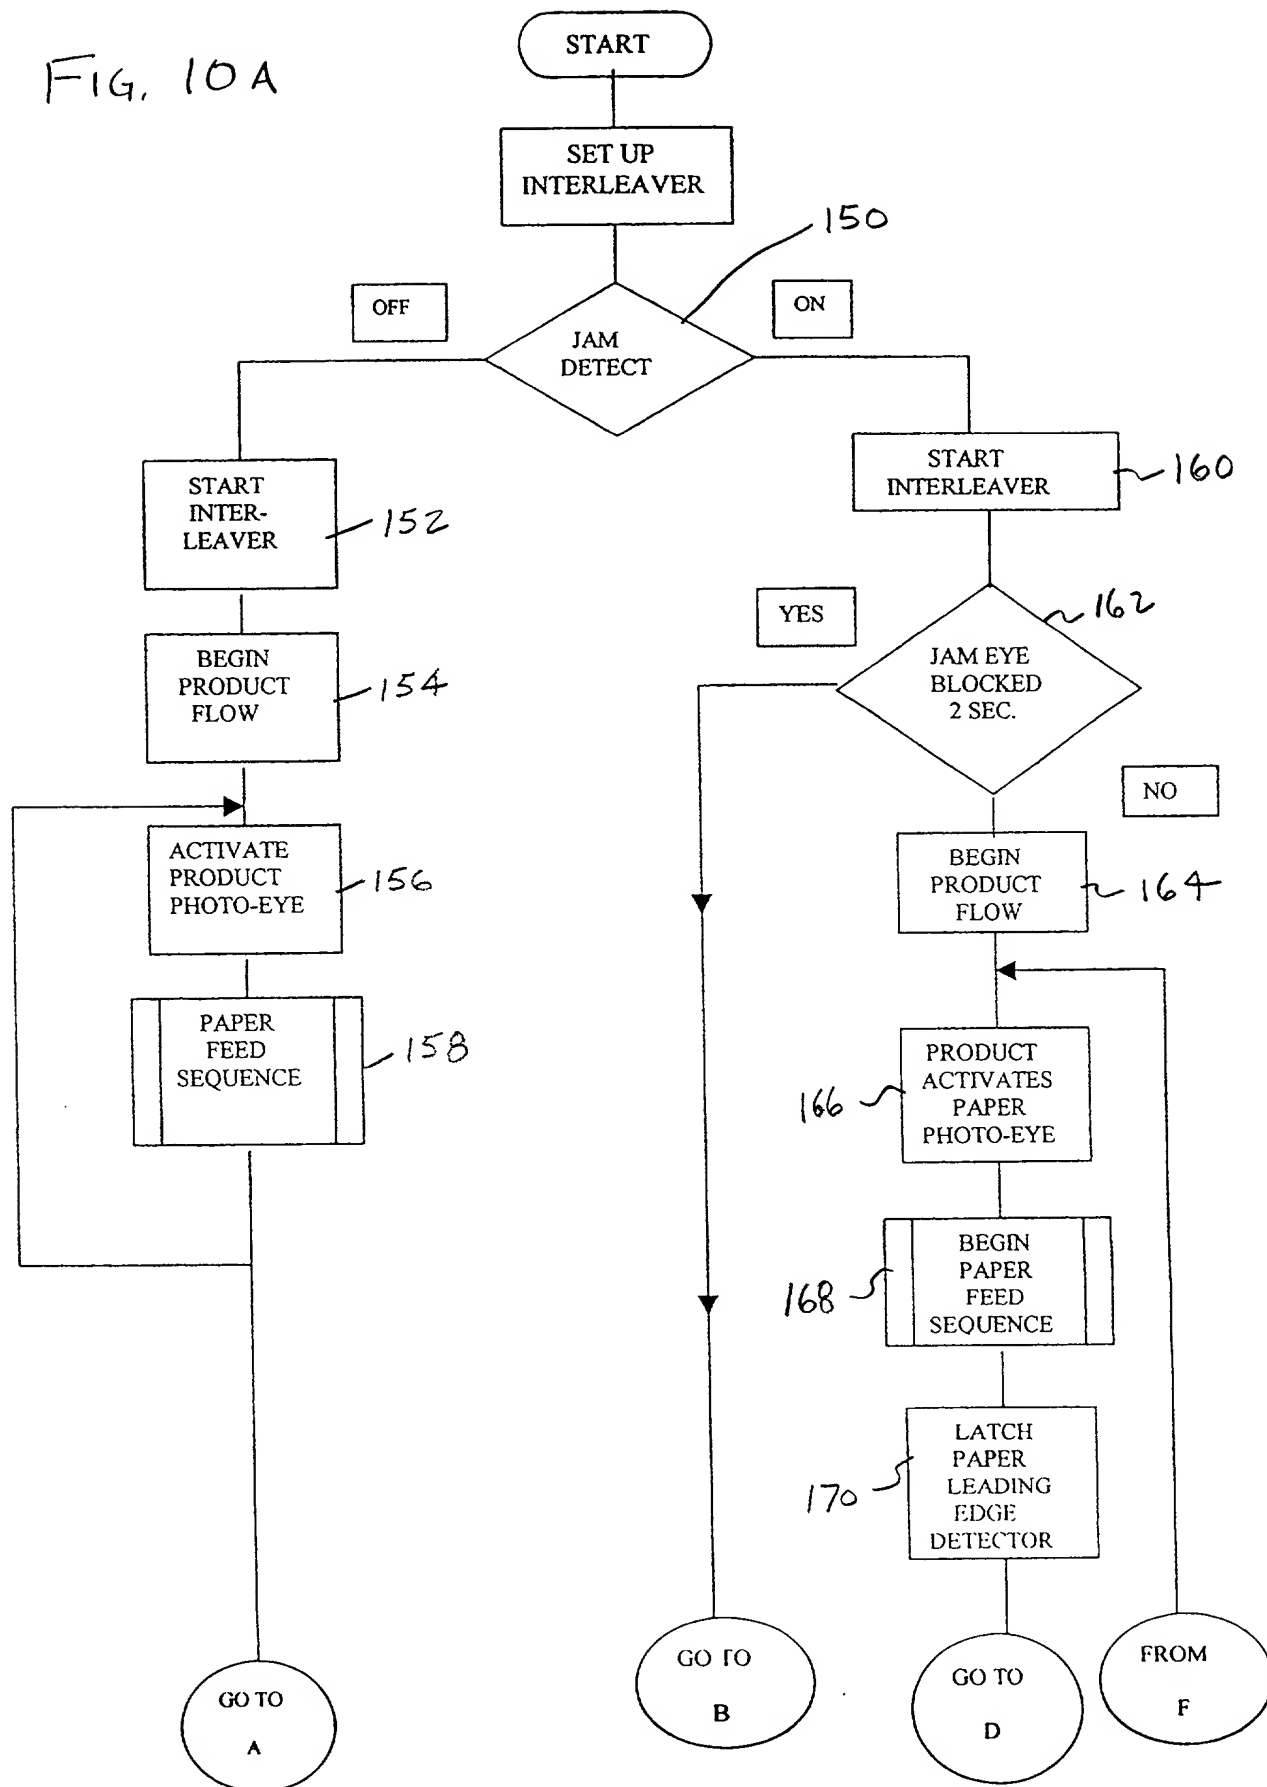 FIG. 10A
START
SET UP
INTERLEAVER
150
OFF
ON
JAM
DETECT
START
INTER-
LEAVER
152
START
INTERLEAVER
160
BEGIN
PRODUCT
FLOW
154
YES
162
JAM EYE
BLOCKED
2 SEC.
NO
ACTIVATE
PRODUCT
PHOTO-EYE
156
BEGIN
PRODUCT
FLOW
164
PAPER
FEED
SEQUENCE
158
PRODUCT
ACTIVATES
PAPER
PHOTO-EYE
166
BEGIN
PAPER
FEED
SEQUENCE
168
LATCH
PAPER
LEADING
EDGE
DETECTOR
170
GO TO
A
GO TO
B
GO TO
D
FROM
F